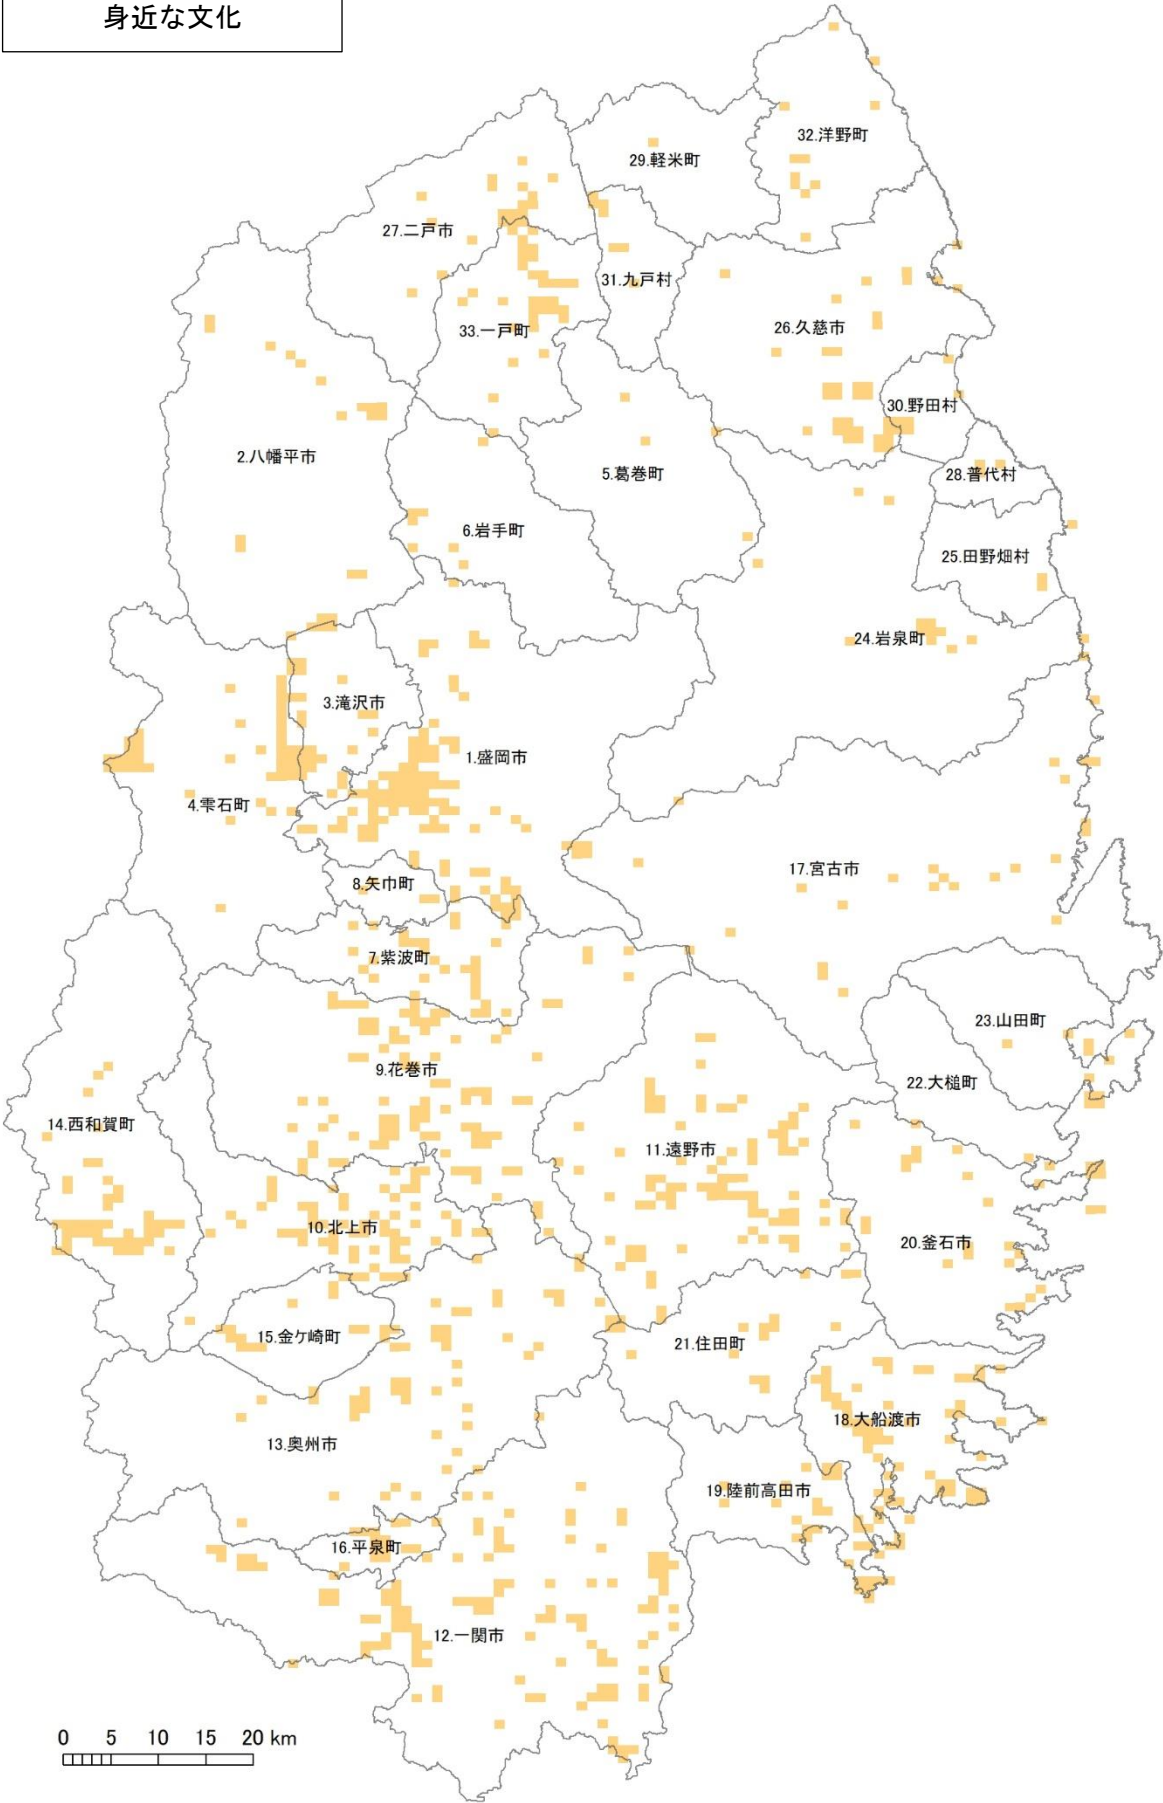 身近な文化
32.洋野町
29.軽米町
27.二戸市
31.九戸村
33.一戸町
26.久慈市
30.野田村
2.八幡平市
5.葛巻町
28.普代村
6.岩手町
25.田野畑村
24.岩泉町
3.滝沢市
1.盛岡市
4.雫石町
17.宮古市
8.矢巾町
7.紫波町
23.山田町
9.花巻市
22.大槌町
14.西和賀町
11.遠野市
10.北上市
20.釜石市
15.金ケ崎町
21.住田町
18.大船渡市
13.奥州市
19.陸前高田市
16.平泉町
12.一関市
0 5 10 15 20 km